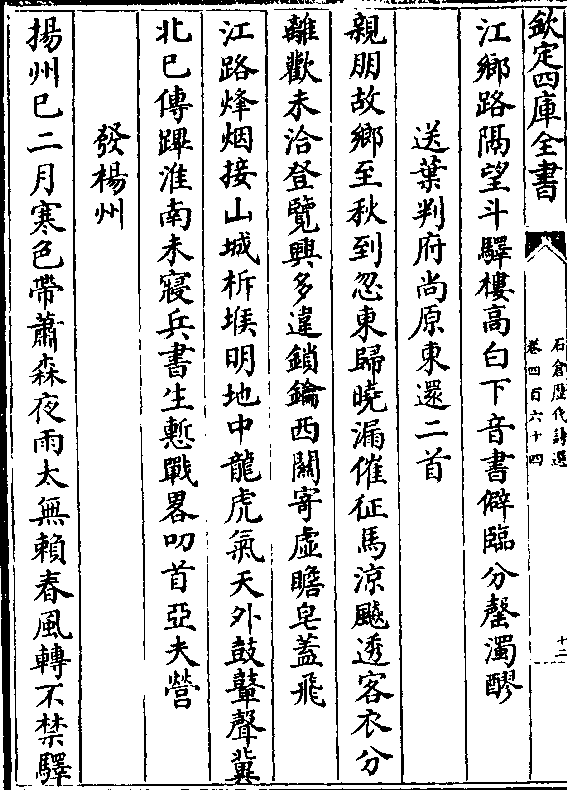 欽定四庫全書
石倉歷代詩選
卷四百六十四
十二
江鄉路隔望斗驛樓高白下音書僻臨分罄濁醪
送葉判府尚原東還二首
親朋故鄉至秋到忽東歸曉漏催征馬涼颷透客衣分
離歡未洽登覽興多違鎖鑰西關寄虛瞻皂蓋飛
江路烽烟接山城柝堠明地中龍虎氣天外鼓鼙聲冀
北已傳蹕淮南未寢兵書生慙戰畧叨首亞夫營
發楊州
揚州已二月寒色帶蕭森夜雨太無賴春風轉不禁驛